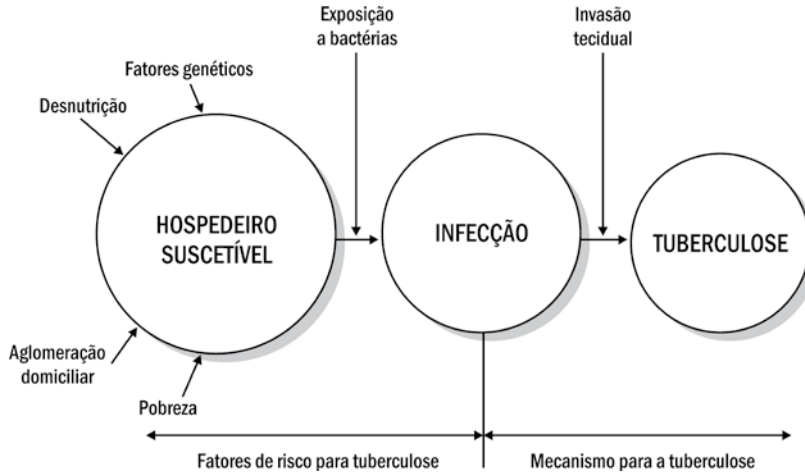 Exposição
a bactérias
Invasão
tecidual
Fatores genéticos
Desnutrição
HOSPEDEIRO
SUSCETÍVEL
INFECÇÃO
TUBERCULOSE
Aglomeração
domiciliar
Pobreza
Fatores de risco para tuberculose
Mecanismo para a tuberculose